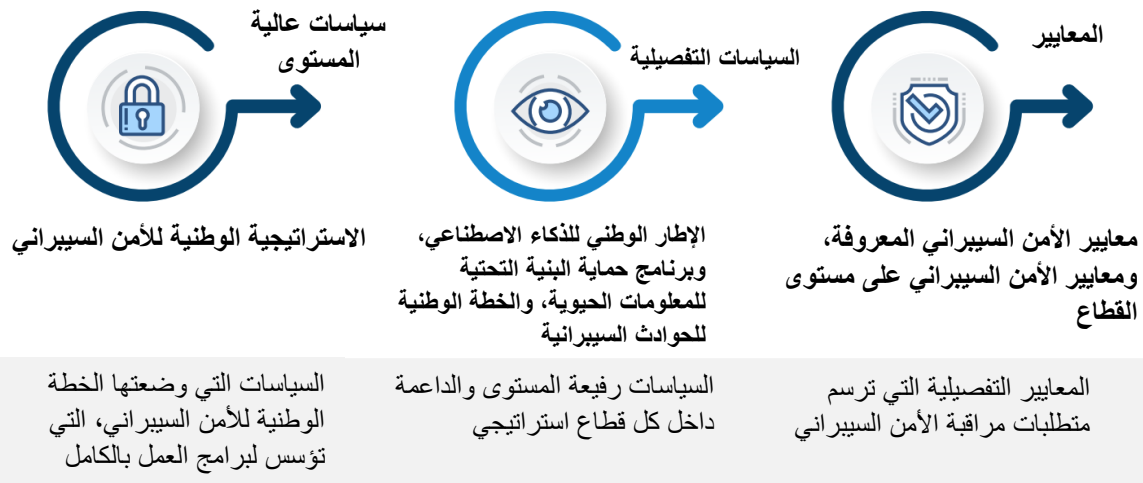 سياسات عالية
المستوى
الاستراتيجية الوطنية للأمن السيبراني
السياسات التي وضعتها الخطة
الوطنية للأمن السيبراني، التي
تؤسس لبرامج العمل بالكامل
السياسات التفصيلية
الإطار الوطني للذكاء الاصطناعي،
وبرنامج حماية البنية التحتية
للمعلومات الحيوية، والخطة الوطنية
للحوادث السيبرانية
السياسات رفيعة المستوى والداعمة
داخل كل قطاع استراتيجي
المعايير
معايير الأمن السيبراني المعروفة،
ومعايير الأمن السيبراني على مستوى
القطاع
المعايير التفصيلية التي ترسم
متطلبات مراقبة الأمن السيبراني